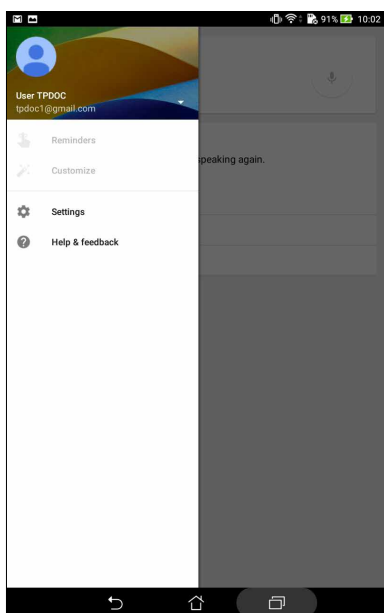 91% 10:02
User TPDOC
tpdoc1@gmail.com
Reminders
speaking again.
Customize
Settings
Help & feedback